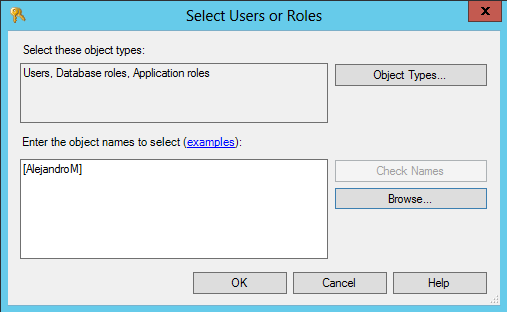 Select Users or Roles
x
Select these object types:
Users, Database roles, Application roles
Object Types...
Enter the object names to select (examples):
[AlejandroM]
Check Names
Browse...
OK
Cancel
Help